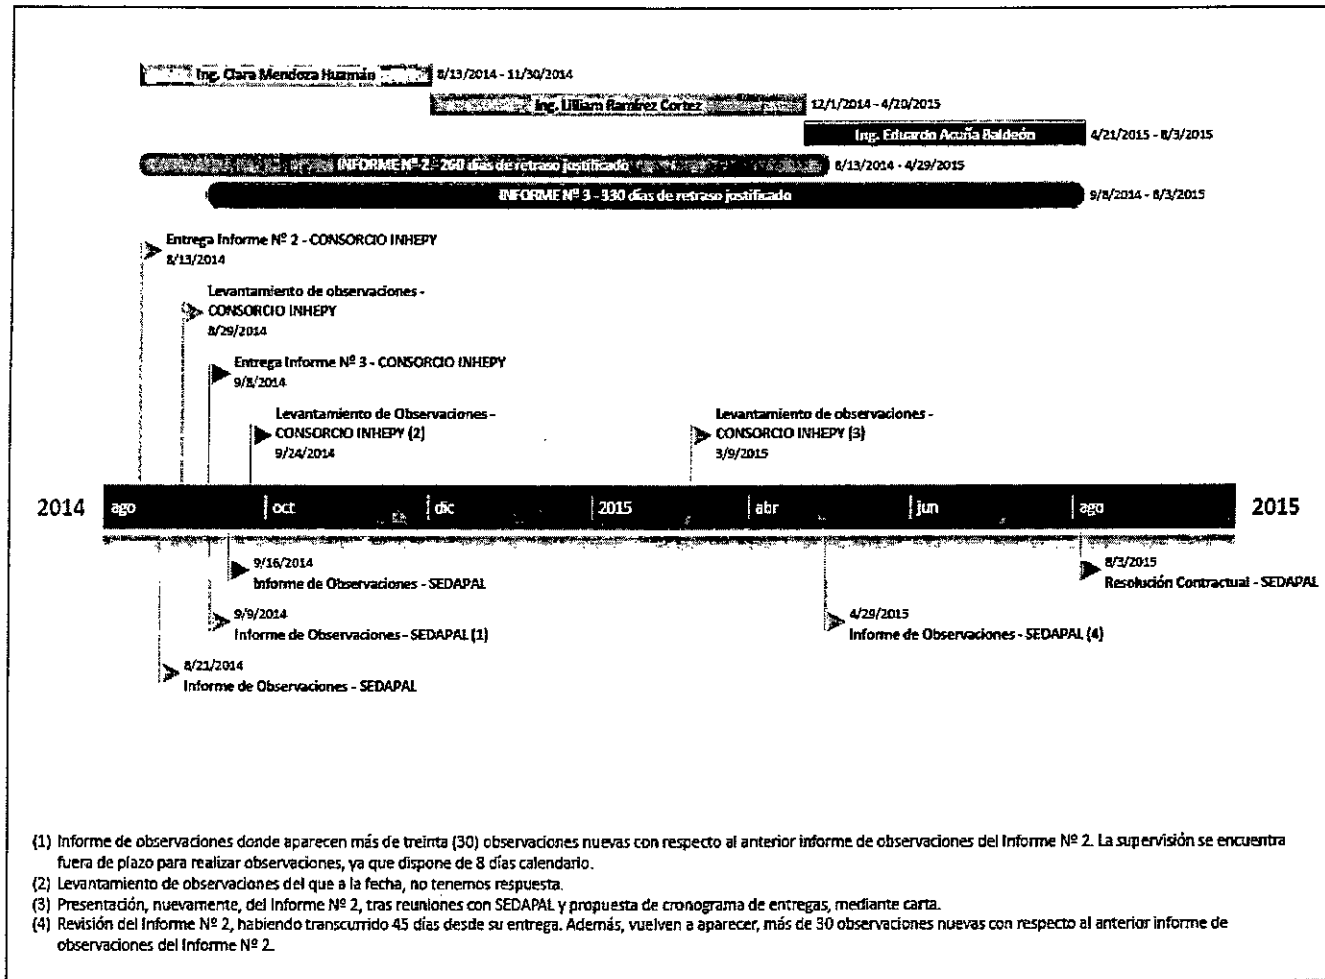 Ing. Clara Mendoza Huamán 8/13/2014 - 11/30/2014
Ing. Lilliam Ramírez Cortez 12/1/2014 - 4/20/2015
Ing. Eduardo Acuña Baldeón 4/21/2015 - 8/3/2015
INFORME Nº 2 - 260 días de retraso justificado 8/13/2014 - 4/29/2015
INFORME Nº 3 - 330 días de retraso justificado 9/8/2014 - 8/3/2015
Entrega Informe Nº 2 - CONSORCIO INHEPY
8/13/2014
Levantamiento de observaciones -
CONSORCIO INHEPY
8/29/2014
Entrega Informe Nº 3 - CONSORCIO INHEPY
9/8/2014
Levantamiento de Observaciones -
CONSORCIO INHEPY (2)
9/24/2014
Levantamiento de observaciones -
CONSORCIO INHEPY (3)
3/9/2015
2014 ago oct dic 2015 abr jun ago 2015
9/16/2014
Informe de Observaciones - SEDAPAL
8/3/2015
Resolución Contractual - SEDAPAL
9/9/2014
Informe de Observaciones - SEDAPAL (1)
4/29/2015
Informe de Observaciones - SEDAPAL (4)
8/21/2014
Informe de Observaciones - SEDAPAL
(1) Informe de observaciones donde aparecen más de treinta (30) observaciones nuevas con respecto al anterior informe de observaciones del Informe Nº 2. La supervisión se encuentra
fuera de plazo para realizar observaciones, ya que dispone de 8 días calendario.
(2) Levantamiento de observaciones del que a la fecha, no tenemos respuesta.
(3) Presentación, nuevamente, del Informe Nº 2, tras reuniones con SEDAPAL y propuesta de cronograma de entregas, mediante carta.
(4) Revisión del Informe Nº 2, habiendo transcurrido 45 días desde su entrega. Además, vuelven a aparecer, más de 30 observaciones nuevas con respecto al anterior informe de
observaciones del Informe Nº 2.